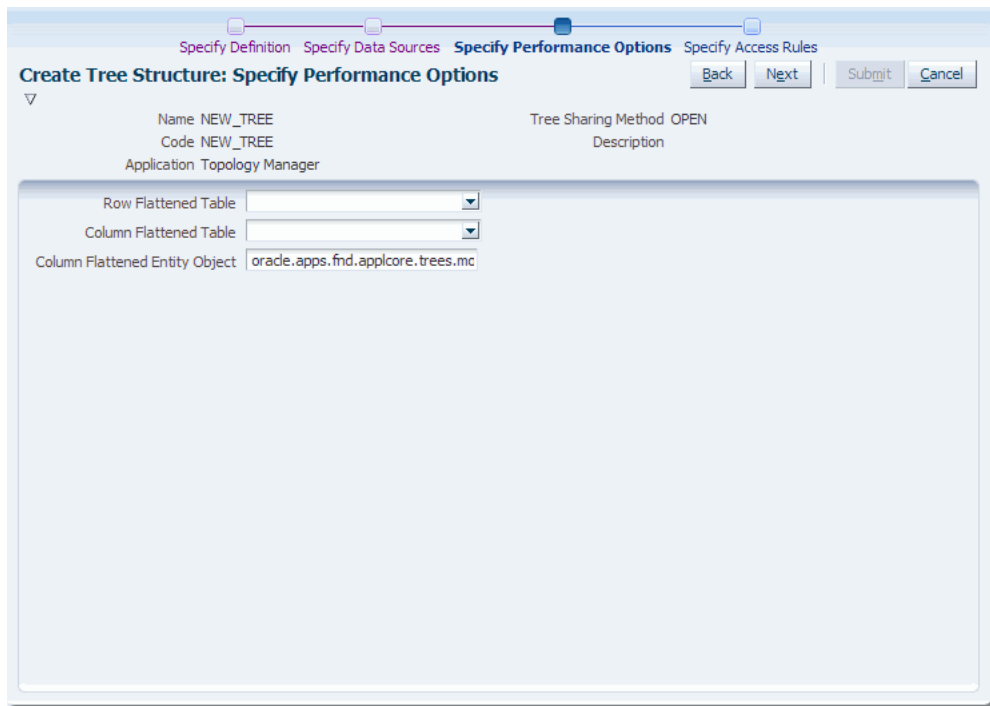 Specify Definition Specify Data Sources Specify Performance Options Specify Access Rules
Create Tree Structure: Specify Performance Options Back Next Submit Cancel
Name NEW_TREE Tree Sharing Method OPEN
Code NEW_TREE Description
Application Topology Manager
Row Flattened Table
Column Flattened Table
Column Flattened Entity Object oracle.apps.fnd.applcore.trees.mc